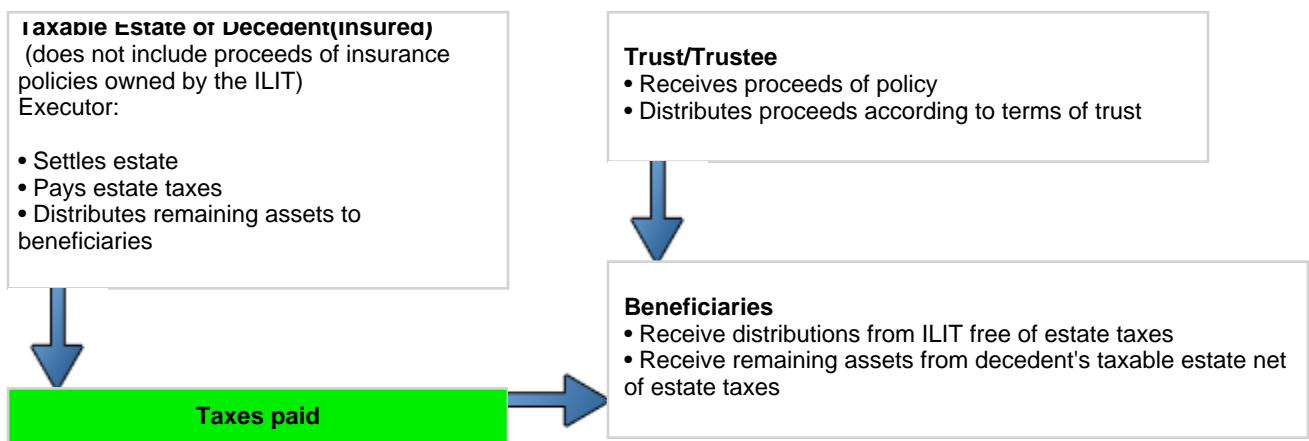 Taxable Estate of Decedent(Insured)
(does not include proceeds of insurance
policies owned by the ILIT)
Executor:
• Settles estate
• Pays estate taxes
• Distributes remaining assets to
beneficiaries
Taxes paid
Trust/Trustee
• Receives proceeds of policy
• Distributes proceeds according to terms of trust
Beneficiaries
• Receive distributions from ILIT free of estate taxes
• Receive remaining assets from decedent's taxable estate net
of estate taxes